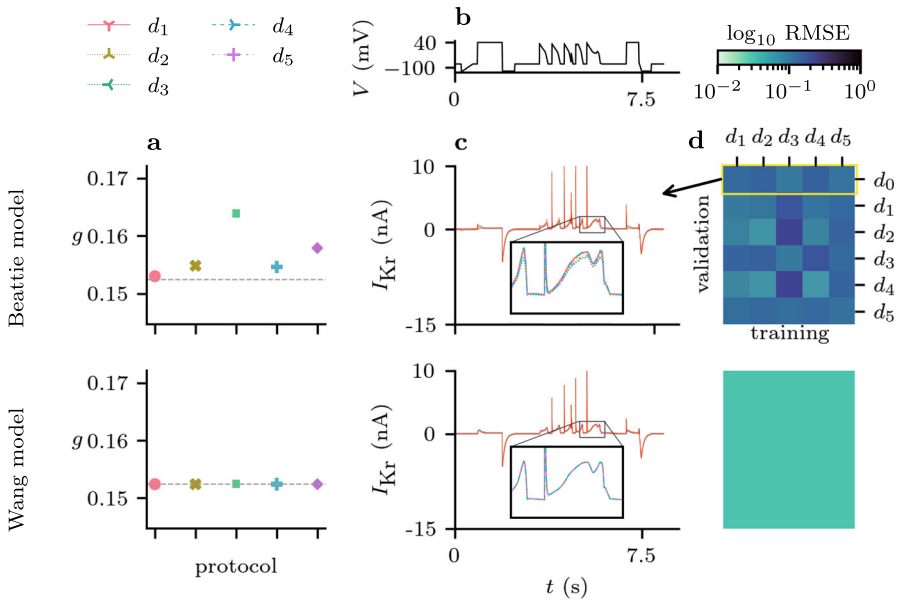 d1
d2
d3
d4
d5
b
V (mV)
40
−100
0
7.5
log10 RMSE
10−2
10−1
100
a
Beattie model
g
0.17
0.16
0.15
c
IKr (nA)
10
0
-15
d
d1 d2 d3 d4 d5
validation
d0
d1
d2
d3
d4
d5
training
Wang model
g
0.17
0.16
0.15
protocol
IKr (nA)
10
0
-15
0
7.5
t (s)